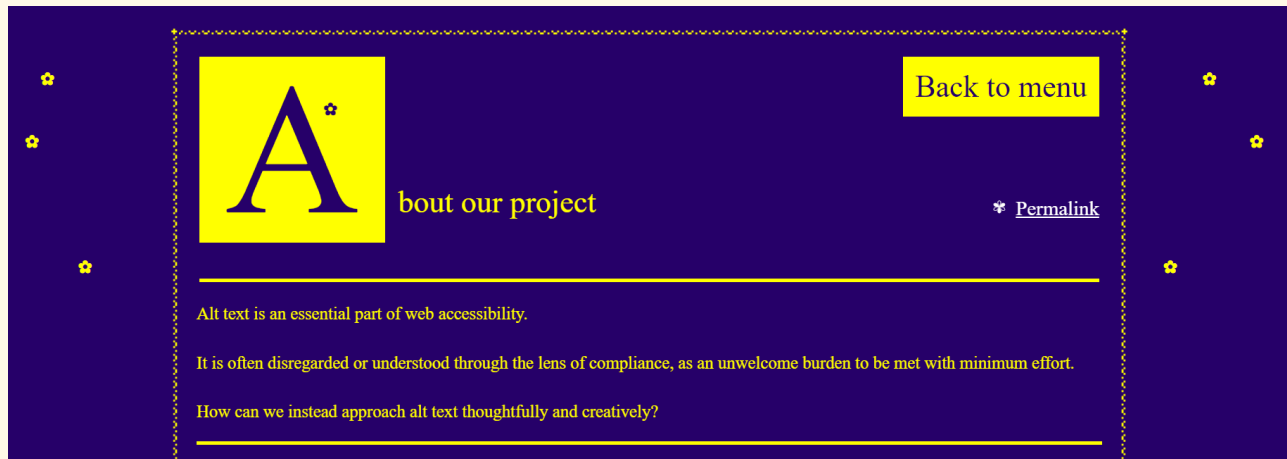 Back to menu
About our project
Permalink
Alt text is an essential part of web accessibility.
It is often disregarded or understood through the lens of compliance, as an unwelcome burden to be met with minimum effort.
How can we instead approach alt text thoughtfully and creatively?